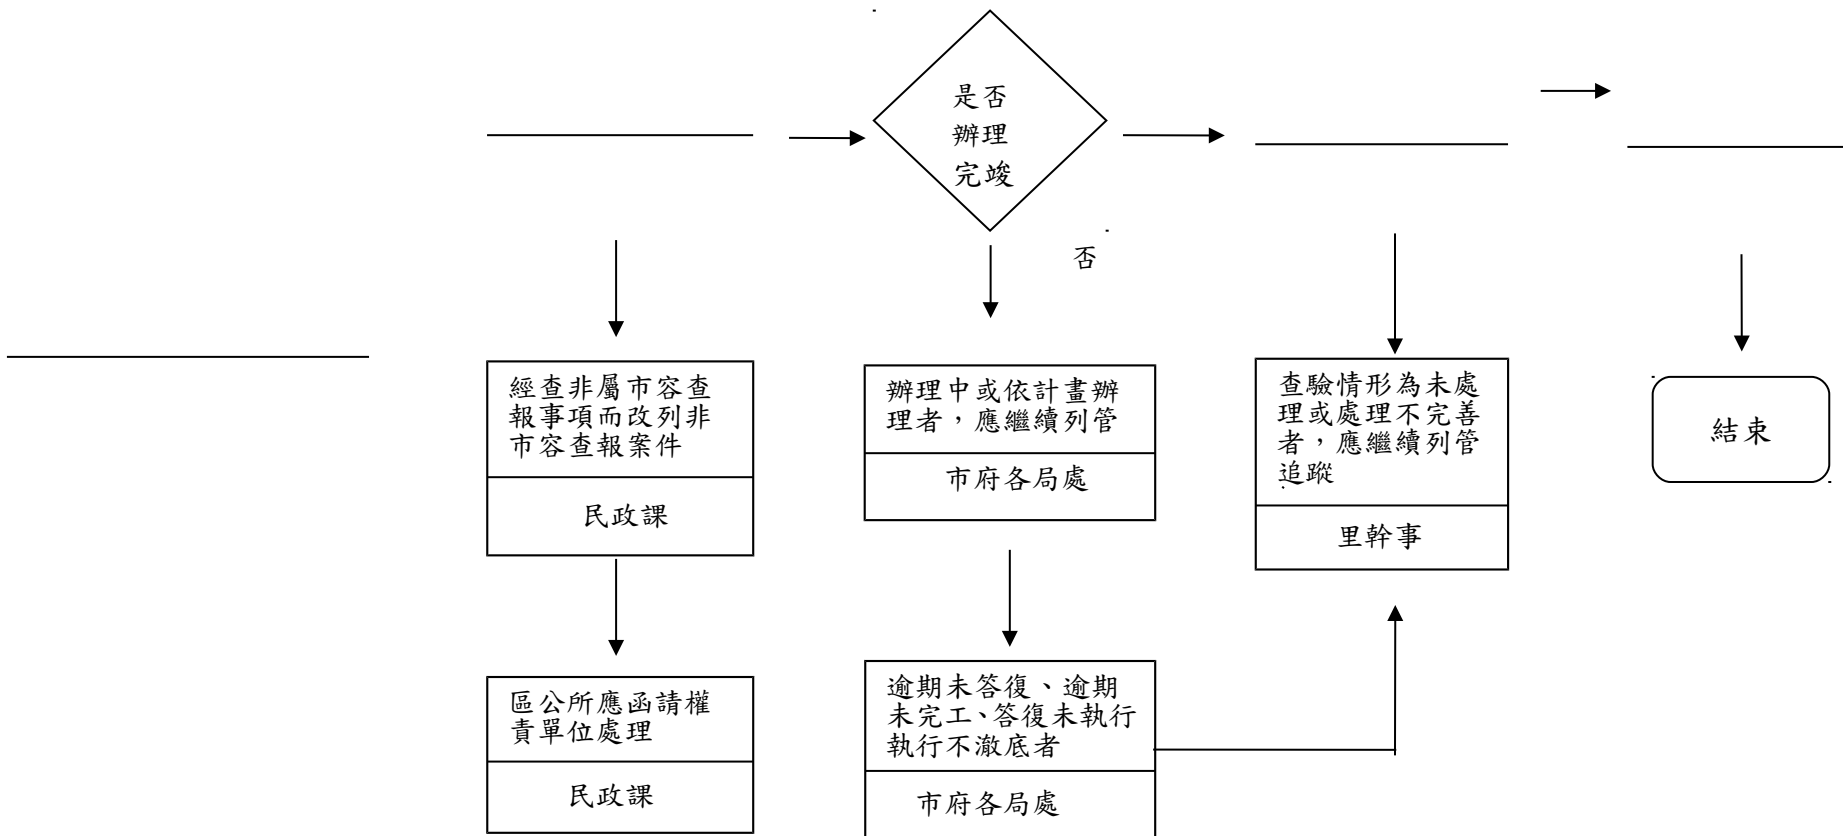 是否
辦理
完竣
否
經查非屬市容查
報事項而改列非
市容查報案件
民政課
辦理中或依計畫辦
理者，應繼續列管
市府各局處
查驗情形為未處
理或處理不完善
者，應繼續列管
追蹤
里幹事
結束
區公所應函請權
責單位處理
民政課
逾期未答復、逾期
未完工、答復未執行
執行不澈底者
市府各局處